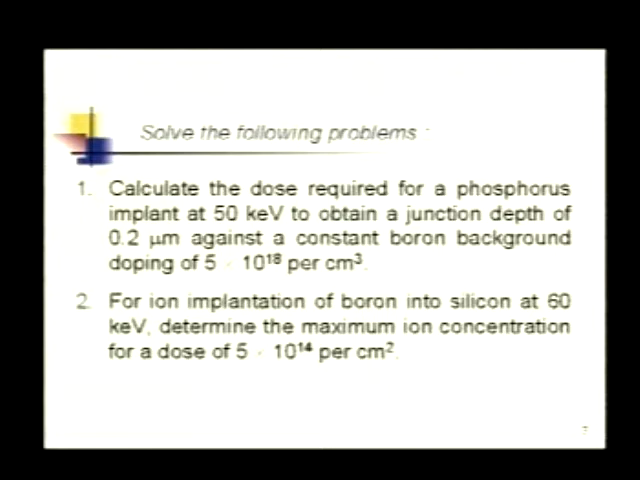 Solve the following problems :
1. Calculate the dose required for a phosphorus
implant at 50 keV to obtain a junction depth of
0.2 μm against a constant boron background
doping of 5 · 10¹⁸ per cm³.
2. For ion implantation of boron into silicon at 60
keV, determine the maximum ion concentration
for a dose of 5 · 10¹⁴ per cm².
7